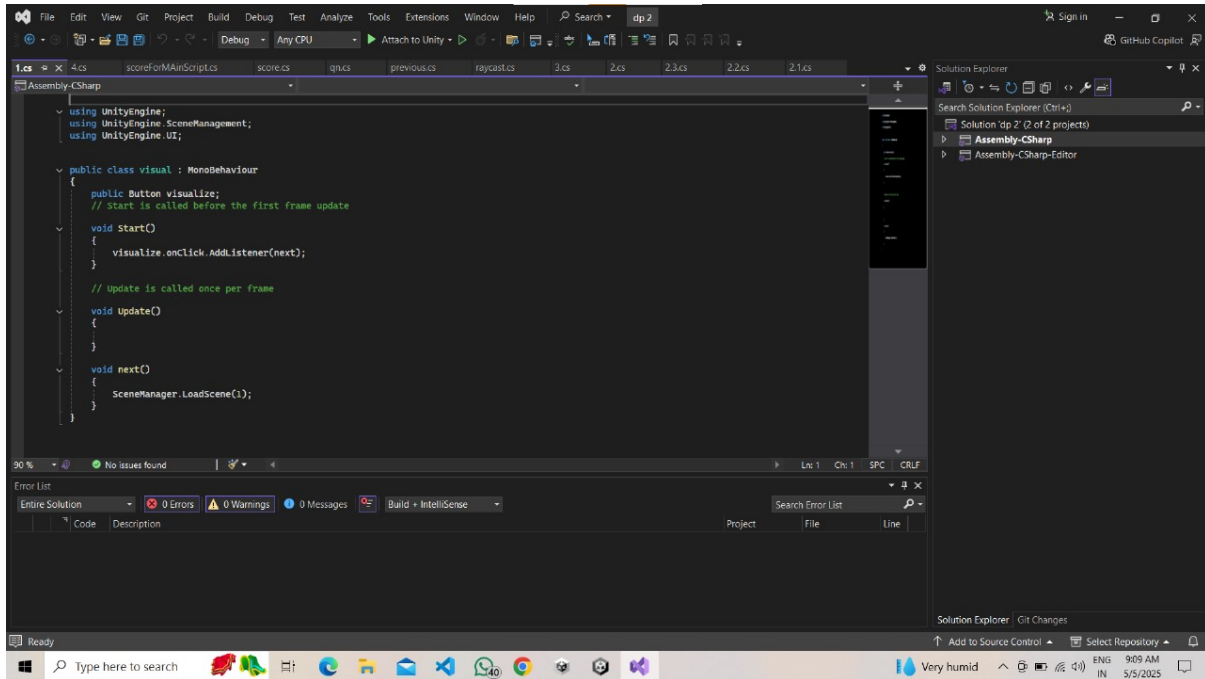 File Edit View Git Project Build Debug Test Analyze Tools Extensions Window Help Search dp 2 Sign in
Debug Any CPU Attach to Unity GitHub Copilot
1.cs 4.cs scoreForMAinScript.cs score.cs qn.cs previous.cs raycast.cs 3.cs 2.cs 2.3.cs 2.2.cs 2.1.cs
Assembly-CSharp
using UnityEngine;
using UnityEngine.SceneManagement;
using UnityEngine.UI;
public class visual : MonoBehaviour
{
public Button visualize;
// Start is called before the first frame update
void Start()
{
visualize.onClick.AddListener(next);
}
// Update is called once per frame
void Update()
{
}
void next()
{
SceneManager.LoadScene(1);
}
}
90 % No issues found Ln: 1 Ch: 1 SPC CRLF
Error List
Entire Solution 0 Errors 0 Warnings 0 Messages Build + IntelliSense Search Error List
Code Description Project File Line
Solution Explorer
Search Solution Explorer (Ctrl+;)
Solution 'dp 2' (2 of 2 projects)
Assembly-CSharp
Assembly-CSharp-Editor
Solution Explorer Git Changes
Ready Add to Source Control Select Repository
Type here to search 40 Very humid ENG 9:09 AM
IN 5/5/2025